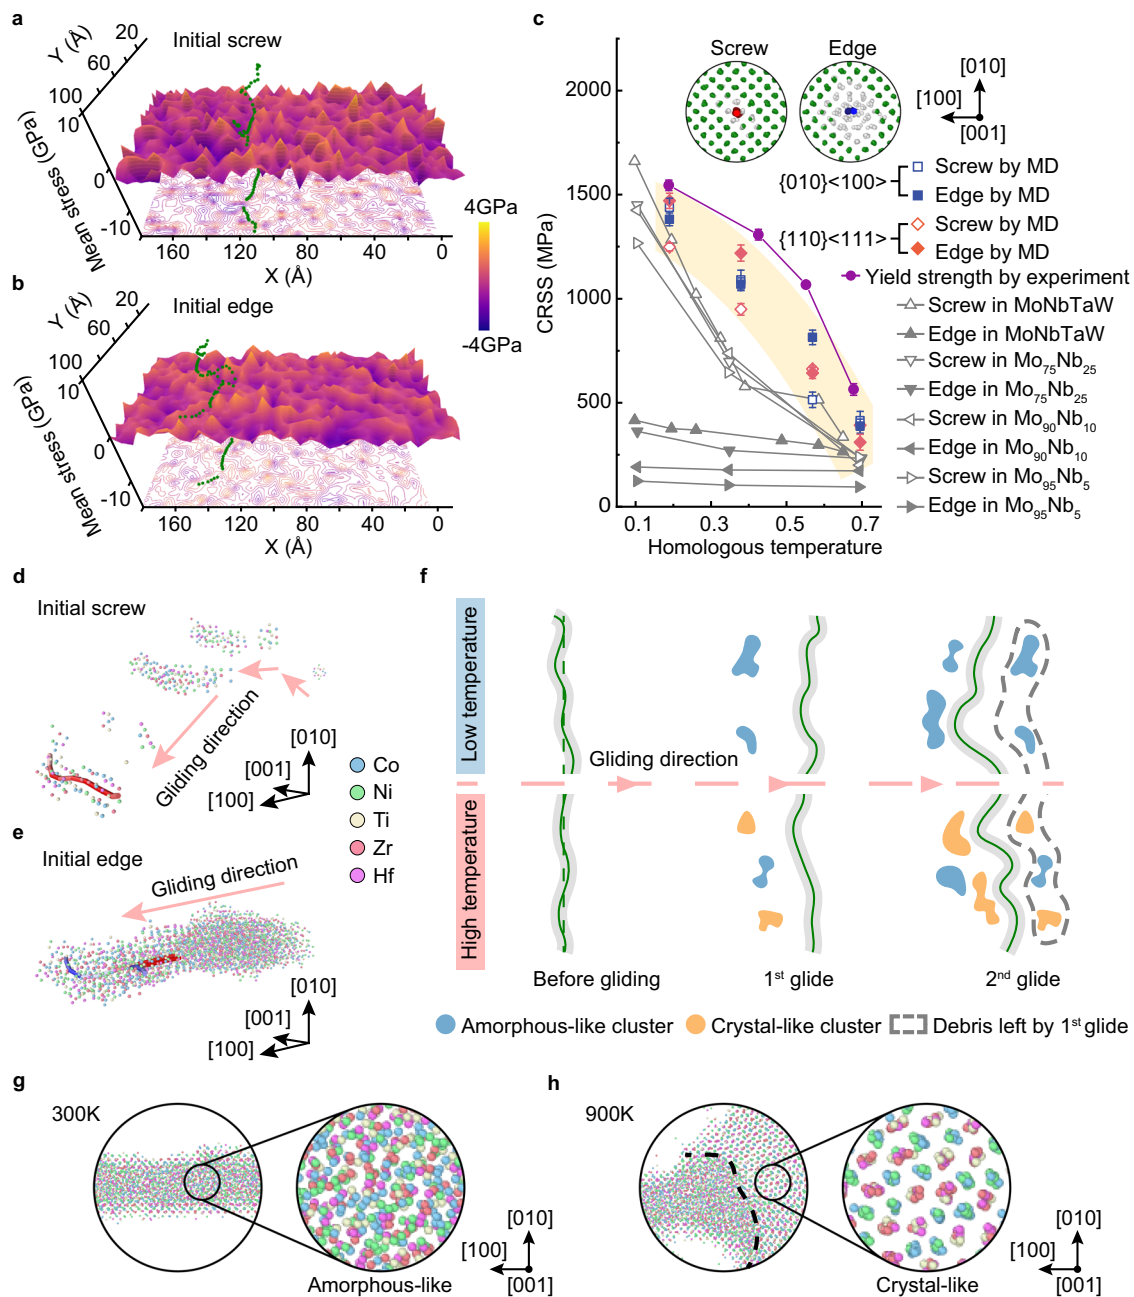 a
Initial screw
Y (Å)
20
60
100
10
0
-10
Mean stress (GPa)
160
120
80
40
0
X (Å)
4GPa
-4GPa
b
Initial edge
Y (Å)
20
60
100
10
0
-10
Mean stress (GPa)
160
120
80
40
0
X (Å)
c
CRSS (MPa)
2000
1500
1000
500
0
0.1
0.3
0.5
0.7
Homologous temperature
Screw
Edge
[010]
[100]
[001]
{010}<100>
Screw by MD
Edge by MD
{110}<111>
Screw by MD
Edge by MD
Yield strength by experiment
Screw in MoNbTaW
Edge in MoNbTaW
Screw in Mo75Nb25
Edge in Mo75Nb25
Screw in Mo90Nb10
Edge in Mo90Nb10
Screw in Mo95Nb5
Edge in Mo95Nb5
d
Initial screw
Gliding direction
[010]
[001]
[100]
Co
Ni
Ti
Zr
Hf
e
Initial edge
Gliding direction
[010]
[001]
[100]
f
Low temperature
High temperature
Gliding direction
Before gliding
1st glide
2nd glide
Amorphous-like cluster
Crystal-like cluster
Debris left by 1st glide
g
300K
Amorphous-like
[010]
[100]
[001]
h
900K
Crystal-like
[010]
[100]
[001]